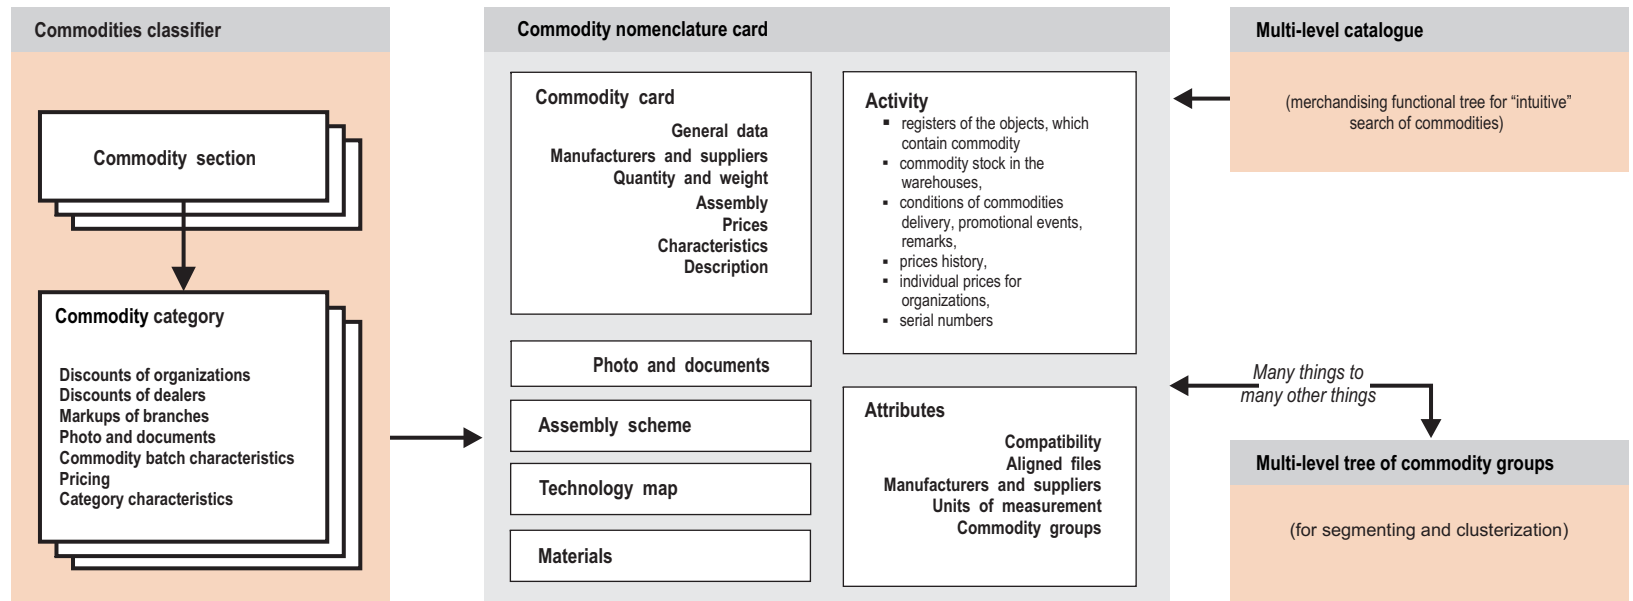 Commodities classifier
Commodity section
Commodity category
Discounts of organizations
Discounts of dealers
Markups of branches
Photo and documents
Commodity batch characteristics
Pricing
Category characteristics
Commodity nomenclature card
Commodity card
General data
Manufacturers and suppliers
Quantity and weight
Assembly
Prices
Characteristics
Description
Photo and documents
Assembly scheme
Technology map
Materials
Activity
▪ registers of the objects, which
contain commodity
▪ commodity stock in the
warehouses,
▪ conditions of commodities
delivery, promotional events,
remarks,
▪ prices history,
▪ individual prices for
organizations,
▪ serial numbers
Attributes
Compatibility
Aligned files
Manufacturers and suppliers
Units of measurement
Commodity groups
Multi-level catalogue
(merchandising functional tree for “intuitive”
search of commodities)
Many things to
many other things
Multi-level tree of commodity groups
(for segmenting and clusterization)